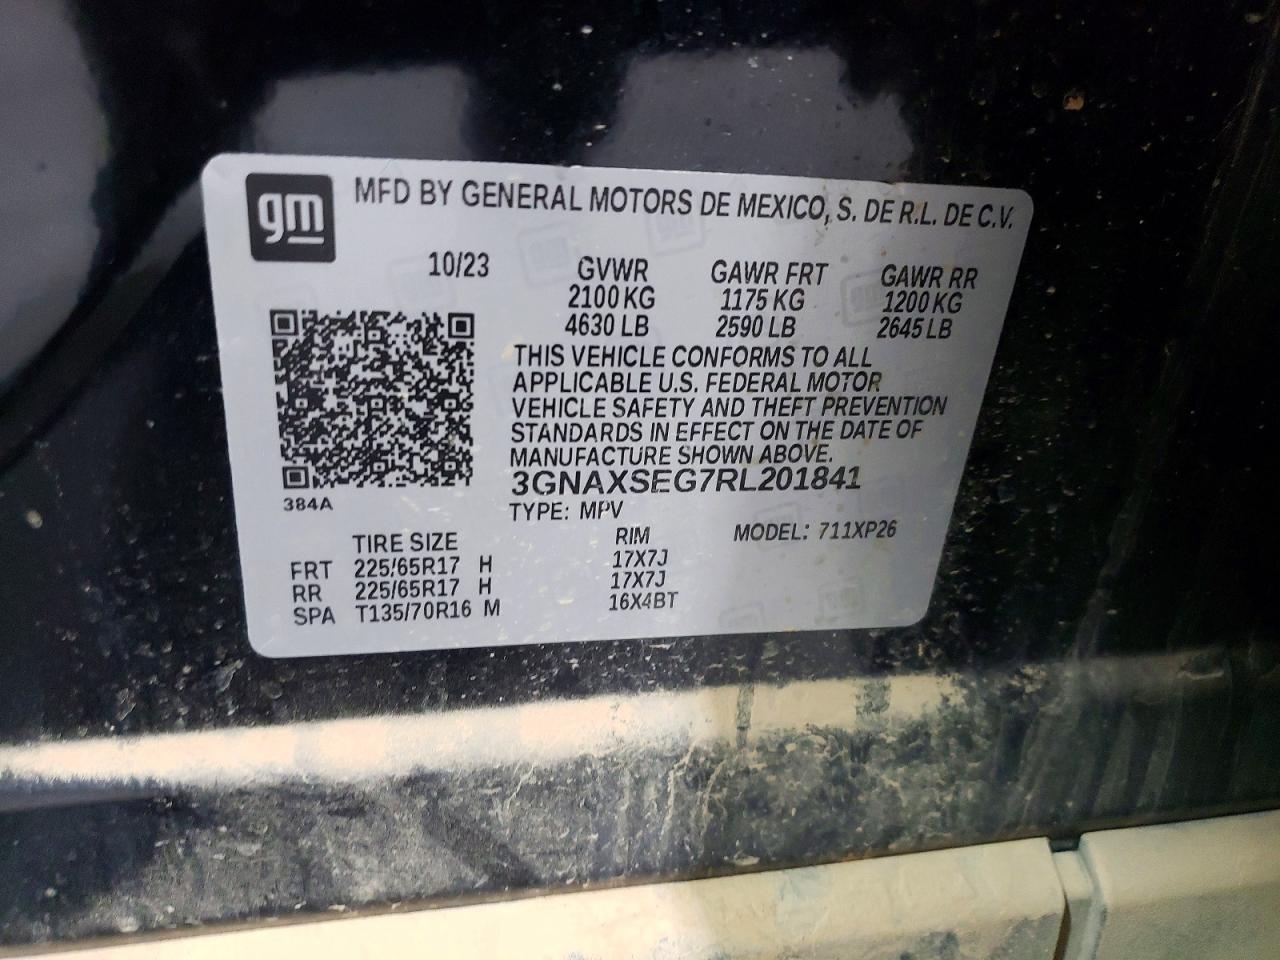 gm MFD BY GENERAL MOTORS DE MEXICO, S. DE R.L. DE C.V.
10/23 GVWR GAWR FRT GAWR RR
2100 KG 1175 KG 1200 KG
4630 LB 2590 LB 2645 LB
THIS VEHICLE CONFORMS TO ALL
APPLICABLE U.S. FEDERAL MOTOR
VEHICLE SAFETY AND THEFT PREVENTION
STANDARDS IN EFFECT ON THE DATE OF
MANUFACTURE SHOWN ABOVE.
3GNAXSEG7RL201841
384A
TYPE: MPV MODEL: 711XP26
TIRE SIZE RIM
FRT 225/65R17 H 17X7J
RR 225/65R17 H 17X7J
SPA T135/70R16 M 16X4BT